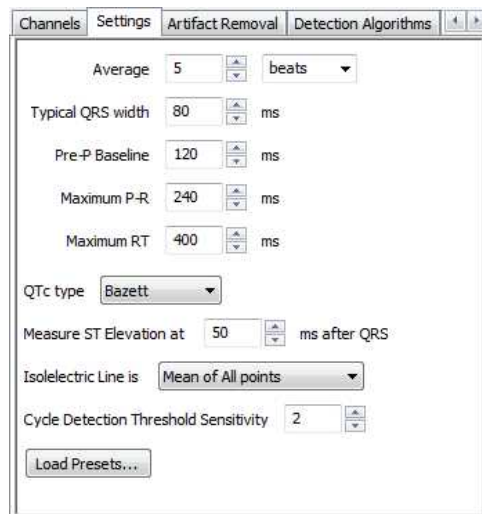 Channels Settings Artifact Removal Detection Algorithms
Average 5 beats
Typical QRS width 80 ms
Pre-P Baseline 120 ms
Maximum P-R 240 ms
Maximum RT 400 ms
QTc type Bazett
Measure ST Elevation at 50 ms after QRS
Isolelectric Line is Mean of All points
Cycle Detection Threshold Sensitivity 2
Load Presets...